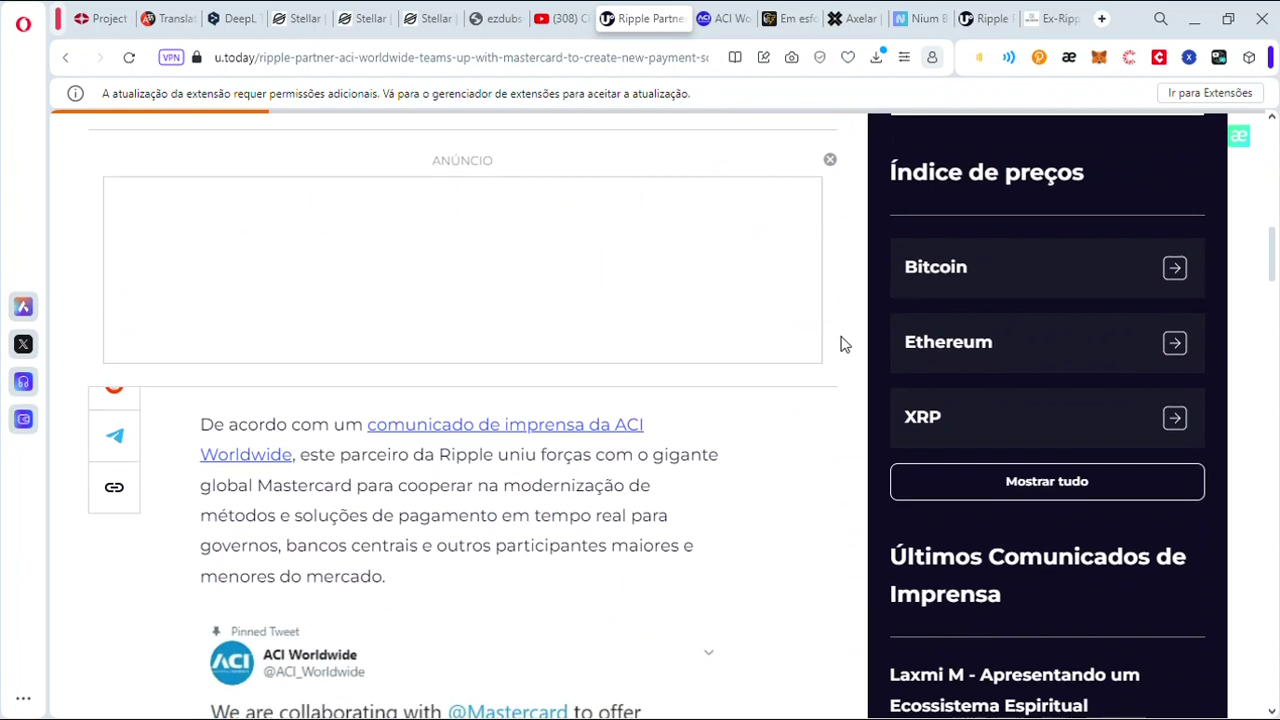 Project
Translat
DeepL T
Stellar
Stellar
Stellar (
ezdubs
(308) C
Ripple Partne
ACI Wo
Em esfo
Axelar
Nium B
Ripple F
Ex-Ripp
VPN
u.today/ripple-partner-aci-worldwide-teams-up-with-mastercard-to-create-new-payment-sc
A atualização da extensão requer permissões adicionais. Vá para o gerenciador de extensões para aceitar a atualização.
Ir para Extensões
ANÚNCIO
De acordo com um comunicado de imprensa da ACI
Worldwide, este parceiro da Ripple uniu forças com o gigante
global Mastercard para cooperar na modernização de
métodos e soluções de pagamento em tempo real para
governos, bancos centrais e outros participantes maiores e
menores do mercado.
Pinned Tweet
ACI
ACI Worldwide
@ACI_Worldwide
We are collaborating with @Mastercard to offer
Índice de preços
Bitcoin
Ethereum
XRP
Mostrar tudo
Últimos Comunicados de
Imprensa
Laxmi M - Apresentando um
Ecossistema Espiritual
æ